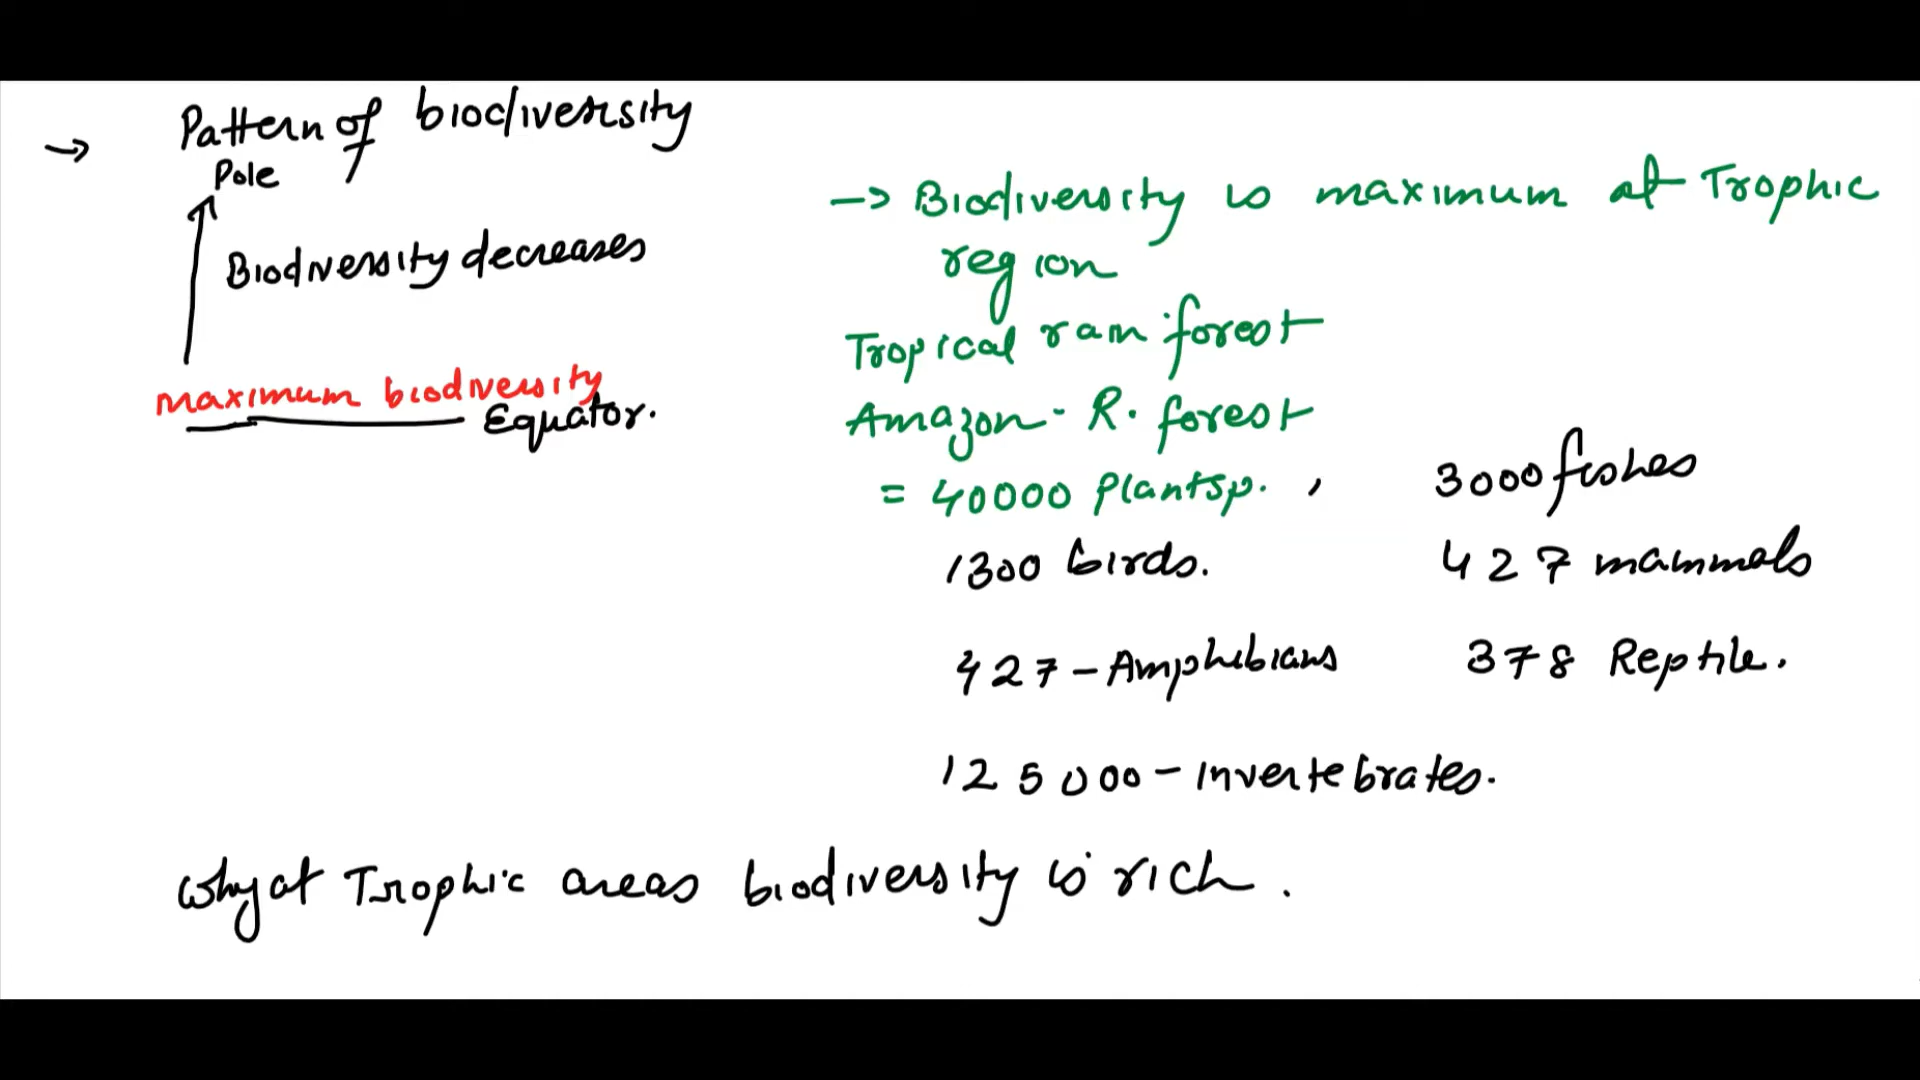 → Pattern of biodiversity
Pole
Biodiversity decreases
maximum biodiversity
Equator.
→ Biodiversity is maximum at Trophic
region
Tropical rain forest
Amazon - R. forest
= 40000 Plantsp. ,
3000 fishes
1300 birds.
427 mammals
427 - Amphibians
378 Reptile.
125000 - invertebrates.
Why at Trophic areas biodiversity is rich.